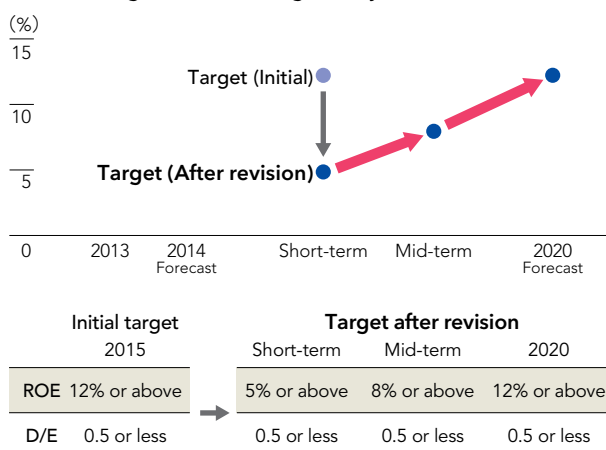 (%)
15
Target (Initial)
10
Target (After revision)
5
0 2013 2014 Short-term Mid-term 2020
Forecast Forecast
Initial target Target after revision
2015 Short-term Mid-term 2020
ROE 12% or above 5% or above 8% or above 12% or above
D/E 0.5 or less 0.5 or less 0.5 or less 0.5 or less